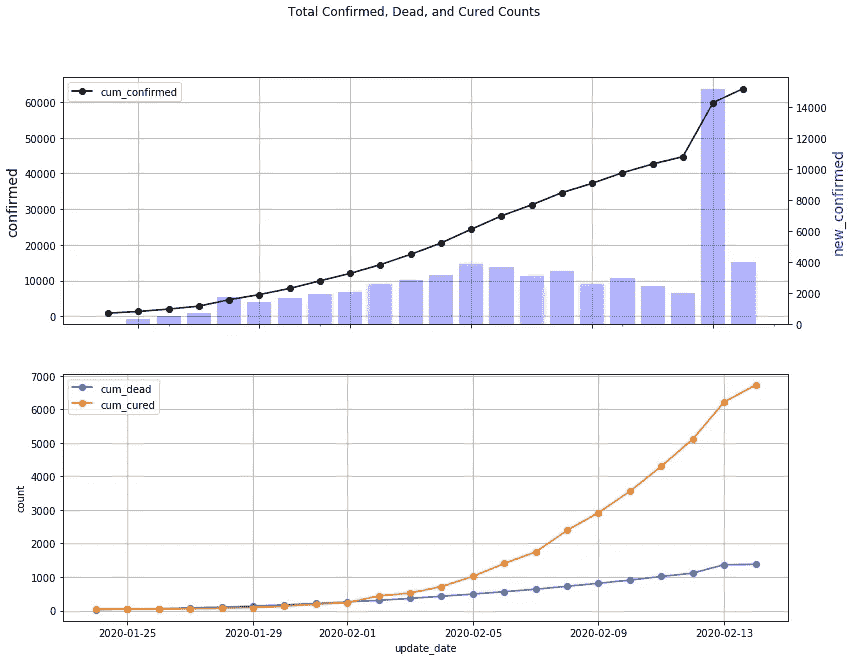 Total Confirmed, Dead, and Cured Counts
cum_confirmed
60000
50000
40000
30000
20000
10000
0
confirmed
14000
12000
10000
8000
6000
4000
2000
0
new_confirmed
cum_dead
cum_cured
7000
6000
5000
4000
3000
2000
1000
0
count
2020-01-25 2020-01-29 2020-02-01 2020-02-05 2020-02-09 2020-02-13
update_date